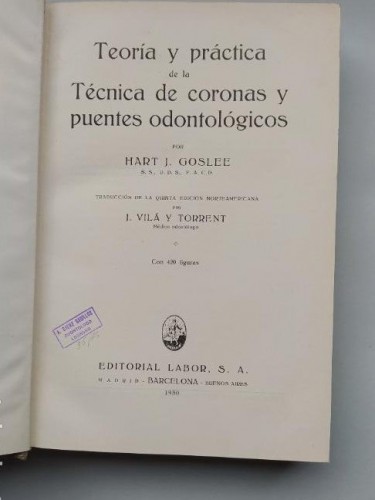 Teoría y práctica
de la
Técnica de coronas y
puentes odontológicos
POR
HART J. GOSLEE
B. S., D. D. S., F. A. C. D.
TRADUCCIÓN DE LA QUINTA EDICIÓN NORTEAMERICANA
POR
J. VILÁ Y TORRENT
Médico odontólogo
Con figuras
EDITORIAL LABOR, S. A.
MADRID - BARCELONA - BUENOS AIRES
1930